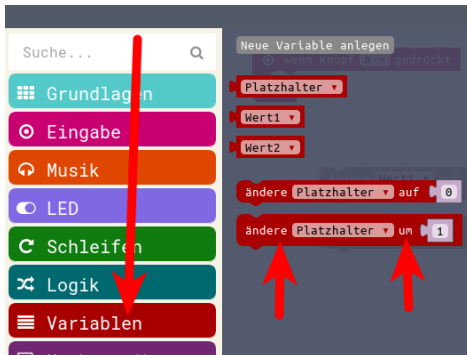 Suche...
Grundlagen
Eingabe
Musik
LED
Schleifen
Logik
Variablen
Neue Variable anlegen
wenn Knopf A gedrückt
Platzhalter
Wert1
Wert2
ändere Platzhalter auf 0
ändere Platzhalter um 1